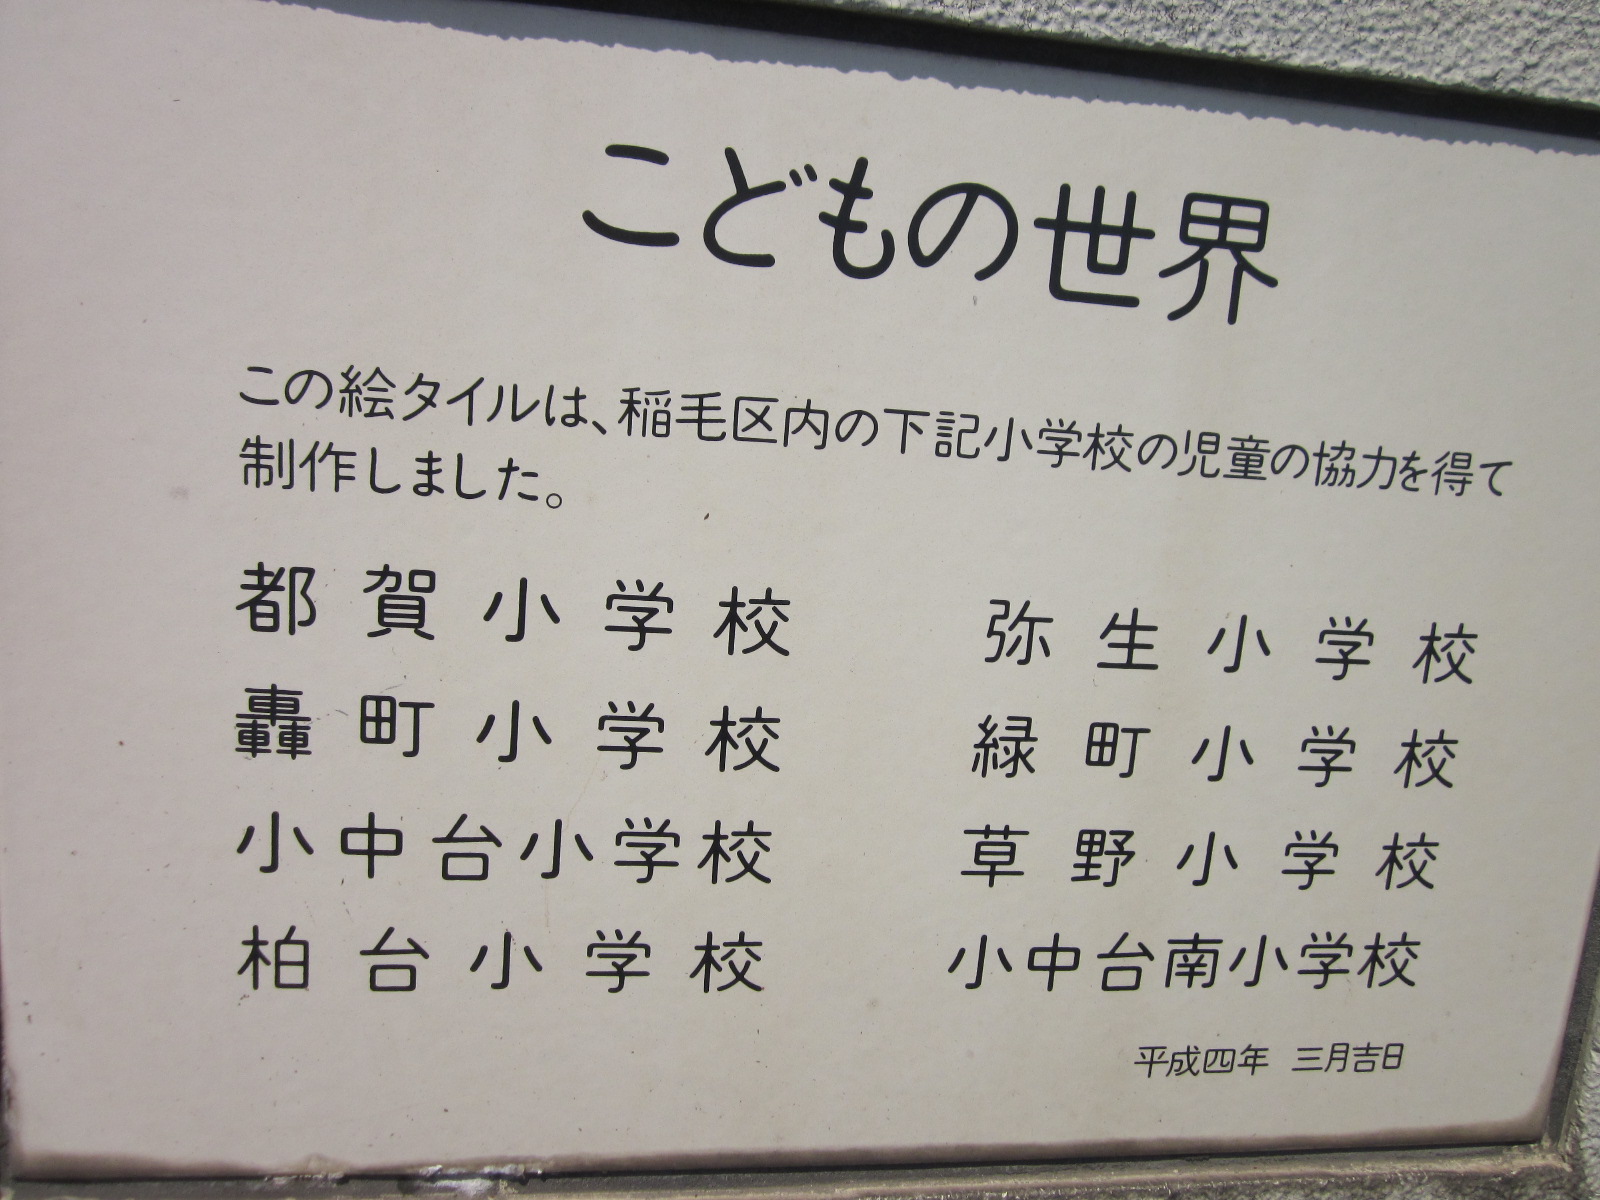 こどもの世界
この絵タイルは、稲毛区内の下記小学校の児童の協力を得て
制作しました。
都賀小学校 弥生小学校
轟町小学校 緑町小学校
小中台小学校 草野小学校
柏台小学校 小中台南小学校
平成四年 三月吉日